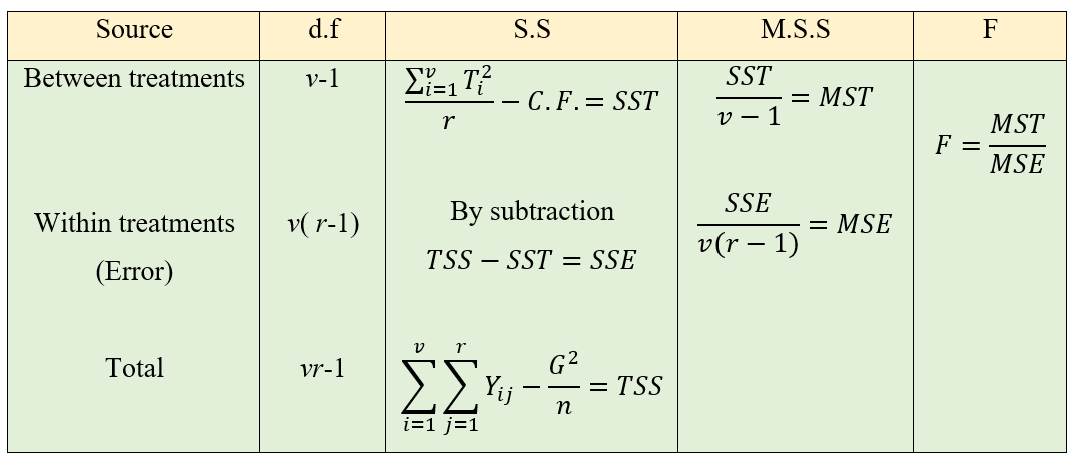 Source d.f S.S M.S.S F
Between treatments v-1 \frac{\sum_{i=1}^{v} T_i^2}{r} - C.F. = SST \frac{SST}{v-1} = MST
F = \frac{MST}{MSE}
Within treatments (Error) v( r-1) By subtraction \frac{SSE}{v(r-1)} = MSE
TSS - SST = SSE
Total vr-1 \sum_{i=1}^{v} \sum_{j=1}^{r} Y_{ij} - \frac{G^2}{n} = TSS